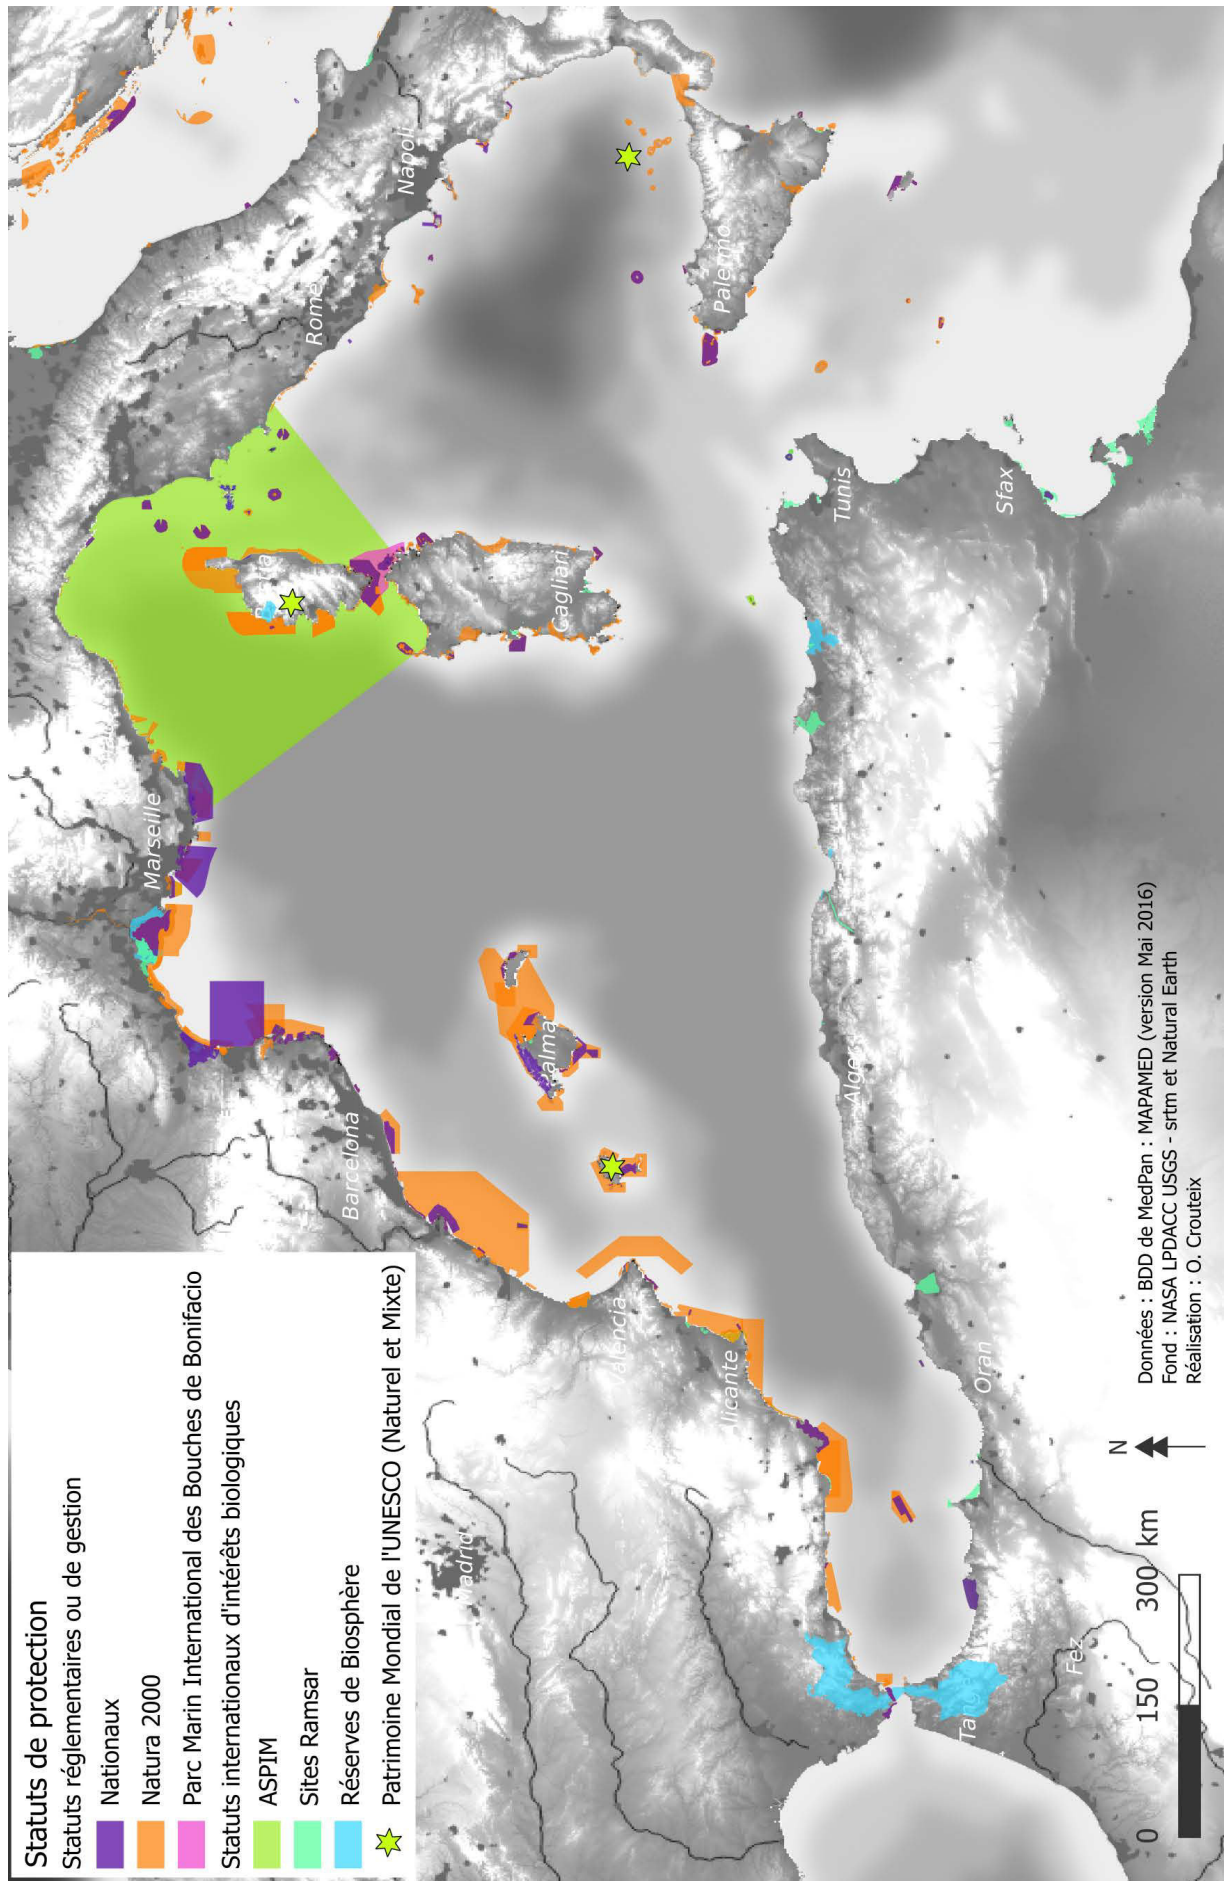 Statuts de protection
Statuts réglementaires ou de gestion
Nationaux
Natura 2000
Parc Marin International des Bouches de Bonifacio
Statuts internationaux d'intérêts biologiques
ASPIM
Sites Ramsar
Réserves de Biosphère
Patrimoine Mondial de l'UNESCO (Naturel et Mixte)
Marseille
Barcelona
Rome
Napoli
Cagliari
Palermo
Tunis
Sfax
Alger
Oran
Fez
N
0 150 300 km
Données : BDD de MedPan : MAPAMED (version Mai 2016)
Fond : NASA LPDACC USGS - srtm et Natural Earth
Réalisation : O. Crouteix